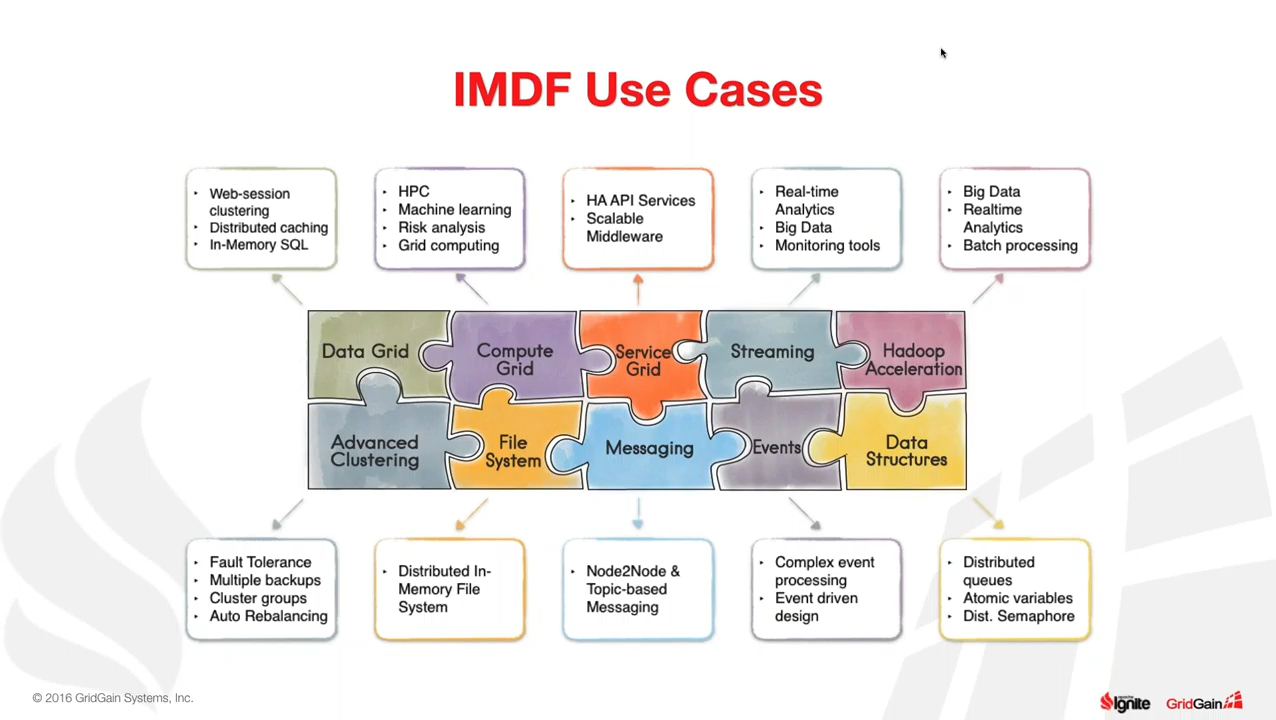 IMDF Use Cases
Web-session
clustering
Distributed caching
In-Memory SQL
HPC
Machine learning
Risk analysis
Grid computing
HA API Services
Scalable
Middleware
Real-time
Analytics
Big Data
Monitoring tools
Big Data
Realtime
Analytics
Batch processing
Data Grid
Compute
Grid
Service
Grid
Streaming
Hadoop
Acceleration
Advanced
Clustering
File
System
Messaging
Events
Data
Structures
Fault Tolerance
Multiple backups
Cluster groups
Auto Rebalancing
Distributed In-
Memory File
System
Node2Node &
Topic-based
Messaging
Complex event
processing
Event driven
design
Distributed
queues
Atomic variables
Dist. Semaphore
© 2016 GridGain Systems, Inc.
Ignite
GridGain